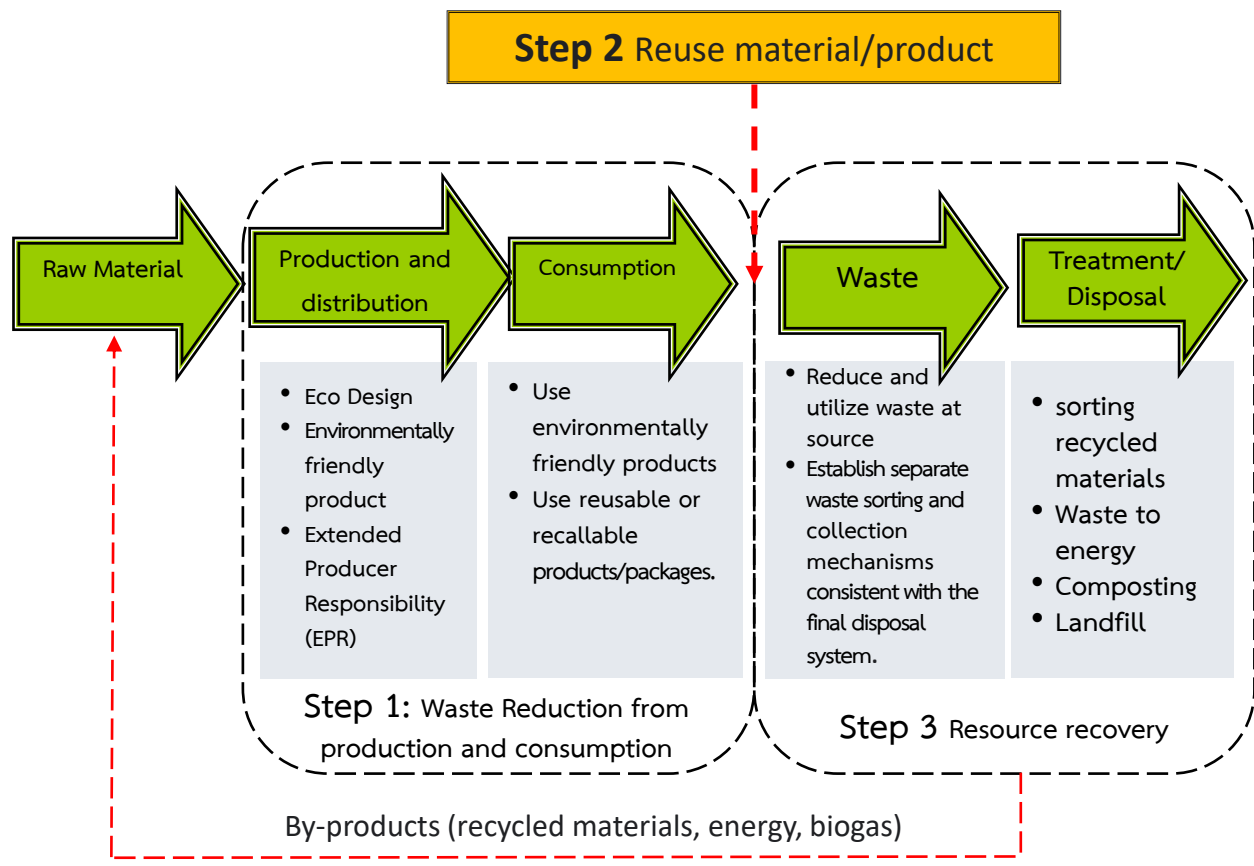 Step 2 Reuse material/product
Raw Material
Production and
distribution
Consumption
Waste
Treatment/
Disposal
• Eco Design
• Environmentally
friendly
product
• Extended
Producer
Responsibility
(EPR)
• Use
environmentally
friendly products
• Use reusable or
recallable
products/packages.
• Reduce and
utilize waste at
source
• Establish separate
waste sorting and
collection
mechanisms
consistent with the
final disposal
system.
• sorting
recycled
materials
• Waste to
energy
• Composting
• Landfill
Step 1: Waste Reduction from
production and consumption
Step 3 Resource recovery
By-products (recycled materials, energy, biogas)